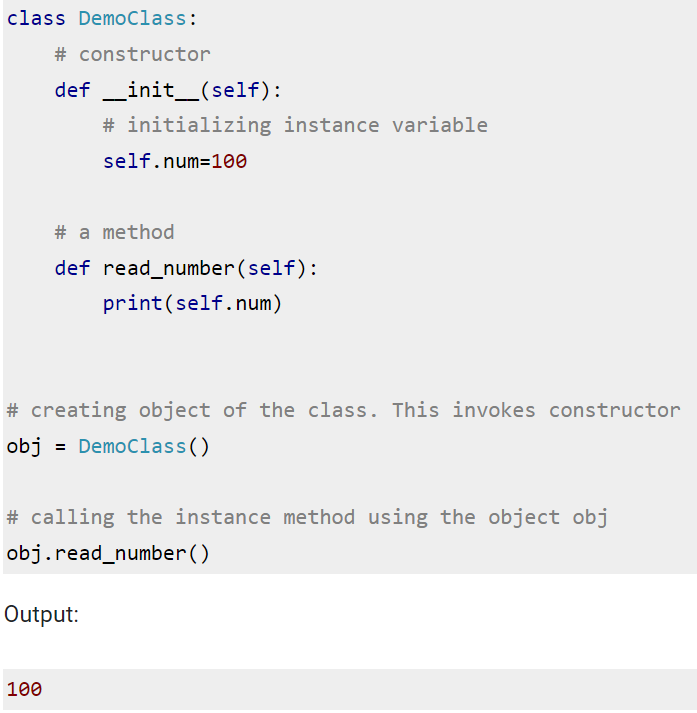 class DemoClass:
    # constructor
    def __init__(self):
        # initializing instance variable
        self.num=100
    # a method
    def read_number(self):
        print(self.num)
# creating object of the class. This invokes constructor
obj = DemoClass()
# calling the instance method using the object obj
obj.read_number()
Output:
100